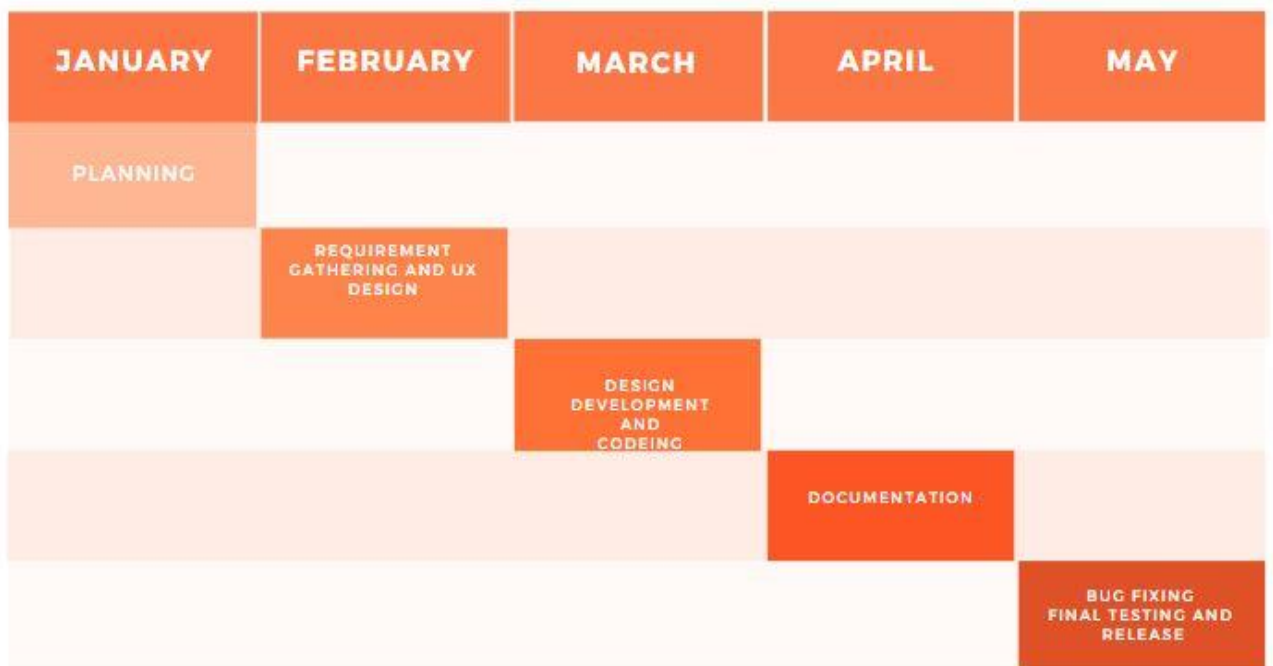 JANUARY
FEBRUARY
MARCH
APRIL
MAY
PLANNING
REQUIREMENT
GATHERING AND UX
DESIGN
DESIGN
DEVELOPMENT
AND
CODEING
DOCUMENTATION
BUG FIXING
FINAL TESTING AND
RELEASE